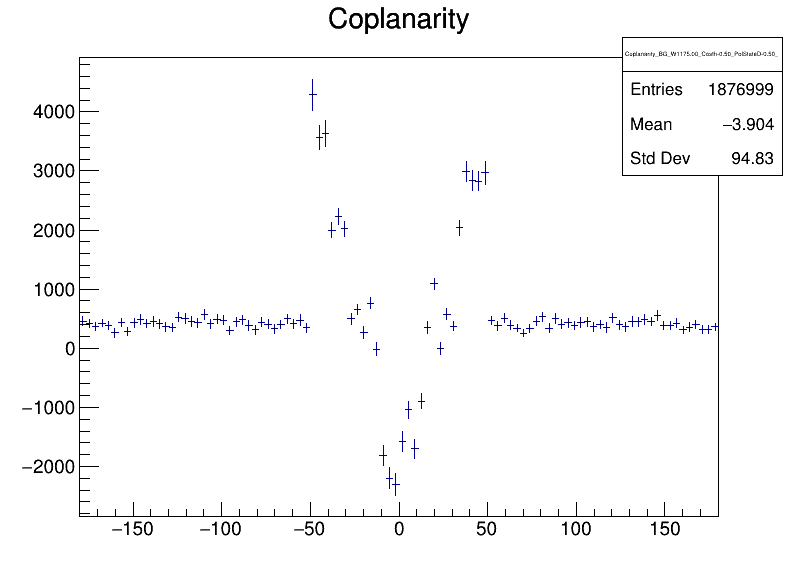 Coplanarity
Coplanarity_BG_W1175.00_Costh-0.50_PolStateD-0.50_
Entries 1876999
Mean −3.904
Std Dev 94.83
4000
3000
2000
1000
0
−1000
−2000
−150 −100 −50 0 50 100 150